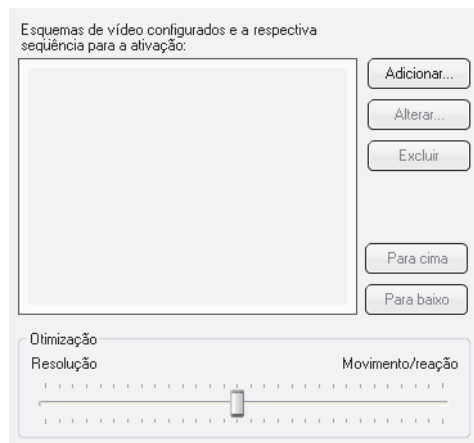 Esquemas de vídeo configurados e a respectiva
seqüência para a ativação:
Adicionar...
Alterar...
Excluir
Para cima
Para baixo
Otimização
Resolução
Movimento/reação